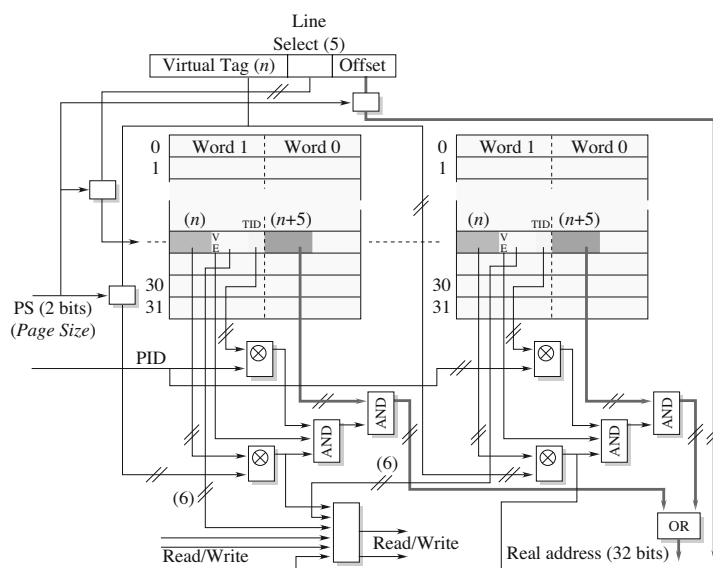 Line
Select (5)
Virtual Tag (n) Offset
0 Word 1 Word 0 0 Word 1 Word 0
1 1
(n) V E TID (n+5) (n) V E TID (n+5)
30 30
31 31
PS (2 bits)
(Page Size)
PID
AND AND AND AND
(6) (6)
OR
Read/Write Read/Write Real address (32 bits)